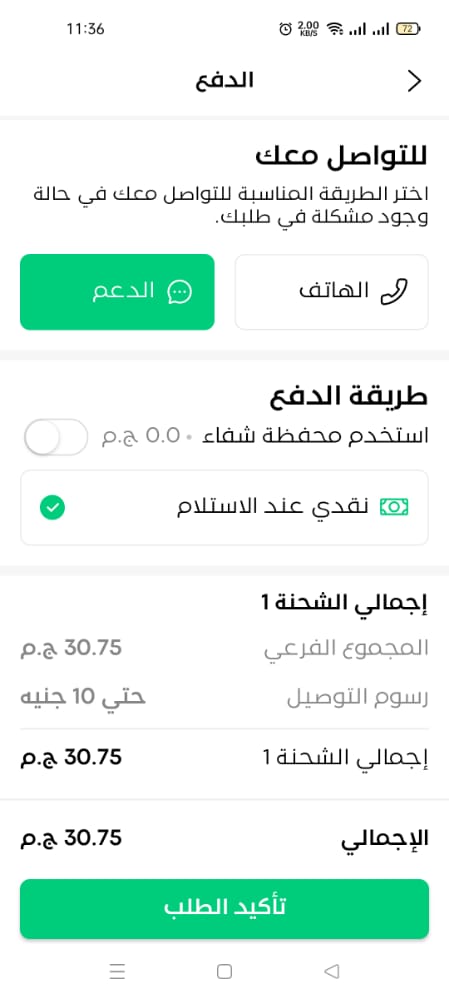 11:36
2.00 KB/S
72
الدفع
للتواصل معك
اختر الطريقة المناسبة للتواصل معك في حالة
وجود مشكلة في طلبك.
الهاتف
الدعم
طريقة الدفع
استخدم محفظة شفاء • 0.0 ج.م
نقدي عند الاستلام
إجمالي الشحنة 1
المجموع الفرعي 30.75 ج.م
رسوم التوصيل حتي 10 جنيه
إجمالي الشحنة 1 30.75 ج.م
الإجمالي 30.75 ج.م
تأكيد الطلب